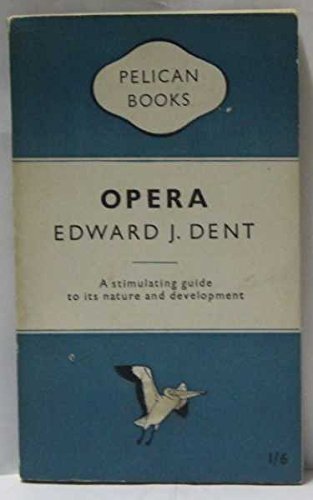 PELICAN
BOOKS
OPERA
EDWARD J. DENT
A stimulating guide
to its nature and development
1/6